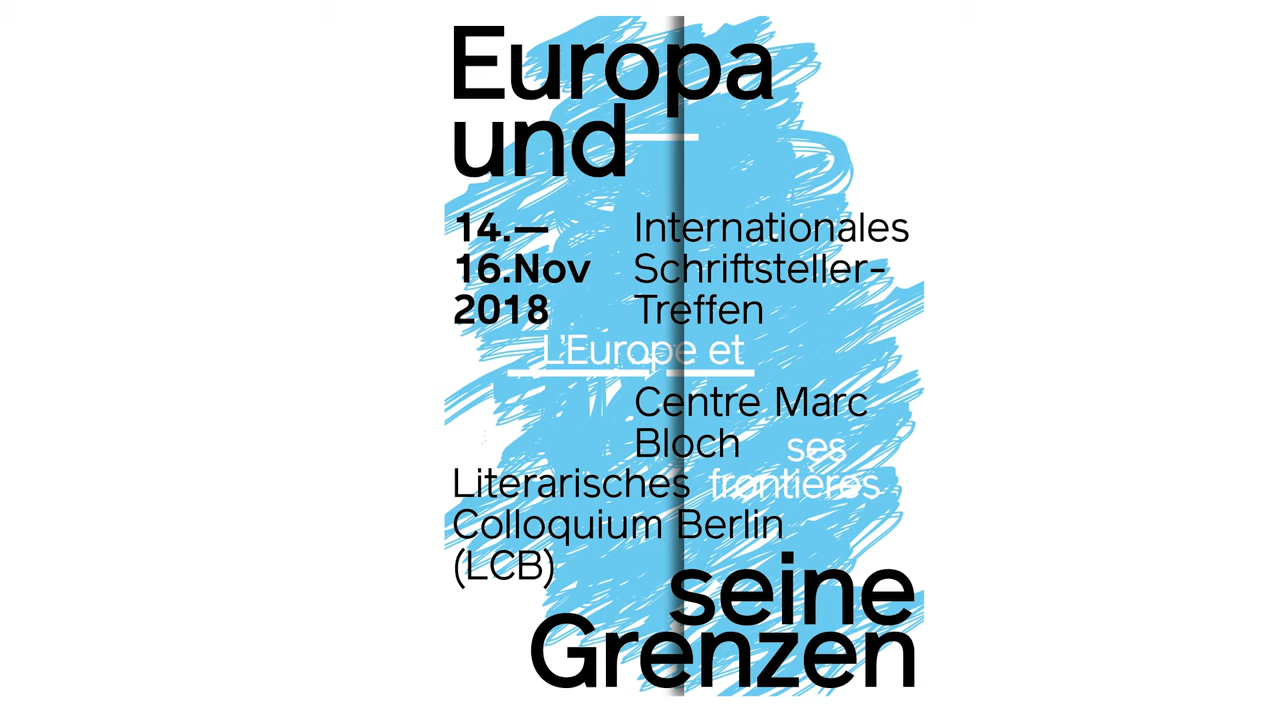 Europa
und
14.—
16.Nov
2018
Internationales
Schriftsteller-
Treffen
L'Europe et
Centre Marc
Bloch
ses
frontières
Literarisches
Colloquium Berlin
(LCB)
seine
Grenzen